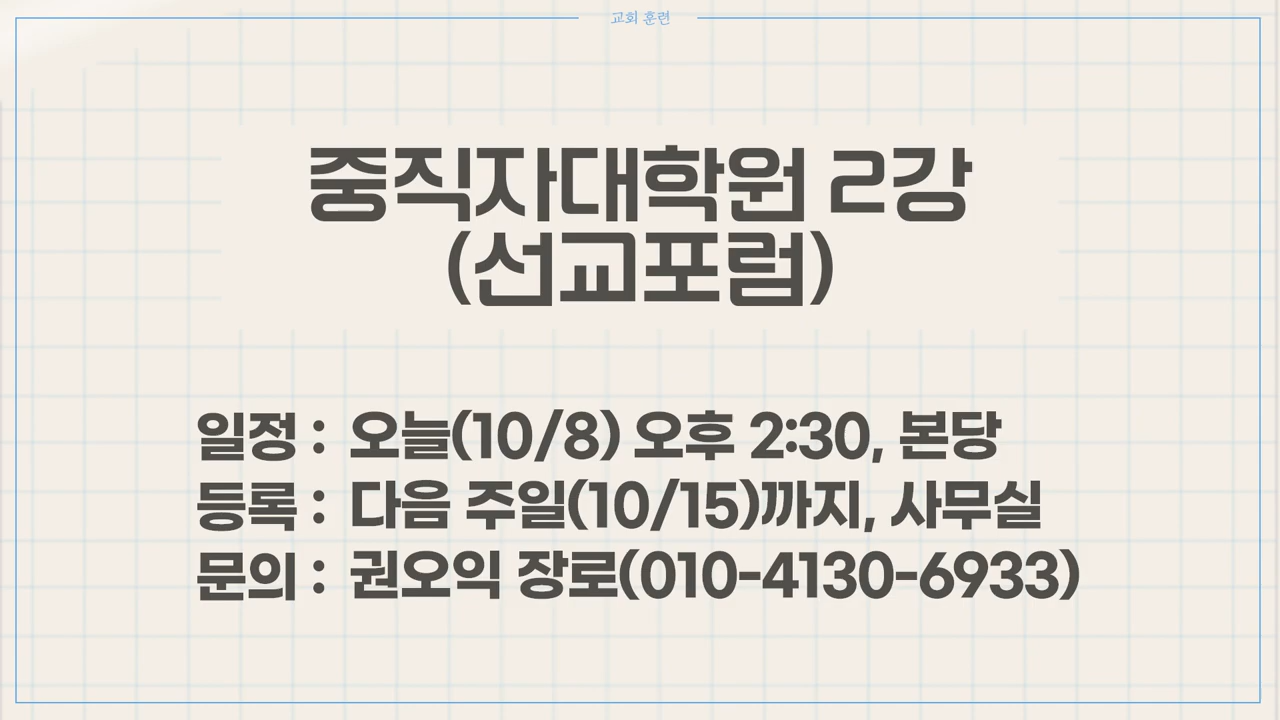 교회 훈련
중직자대학원 2강
(선교포럼)
일정 : 오늘(10/8) 오후 2:30, 본당
등록 : 다음 주일(10/15)까지, 사무실
문의 : 권오익 장로(010-4130-6933)